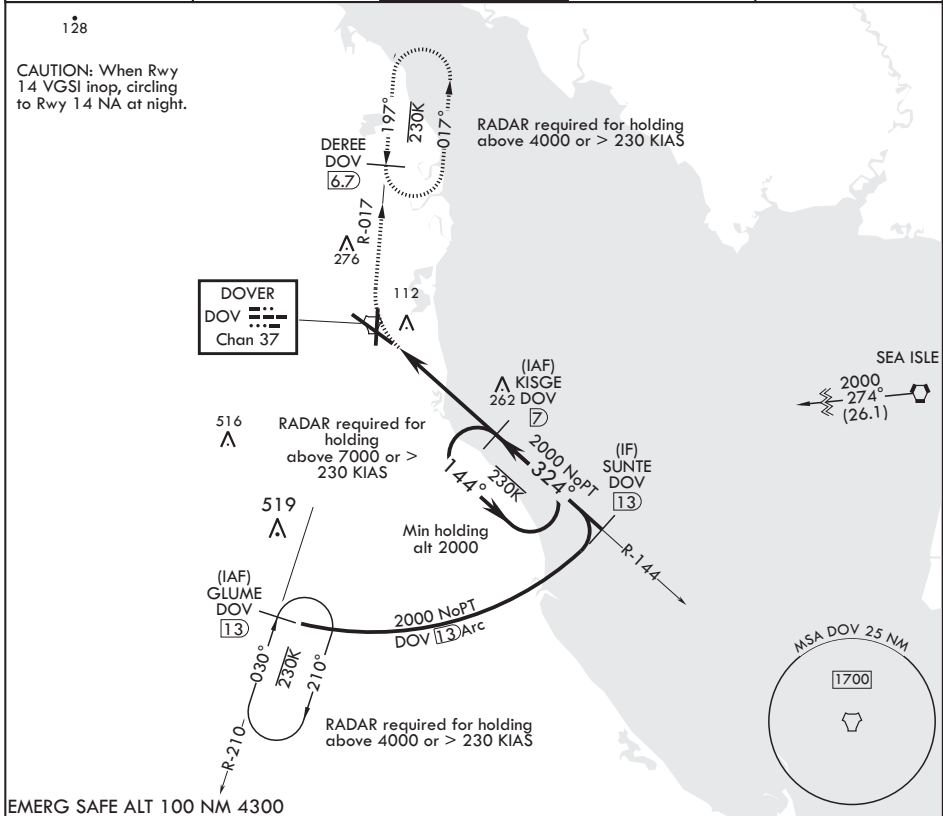 128
CAUTION: When Rwy
14 VGSI inop, circling
to Rwy 14 NA at night.
197°
230K
017°
RADAR required for holding
above 4000 or > 230 KIAS
DEREE
DOV
6.7
R-017
276
DOVER
DOV
Chan 37
112
(IAF)
KISGE
DOV
7
262
SEA ISLE
2000
274°
(26.1)
516
RADAR required for
holding
above 7000 or >
230 KIAS
2000 NoPT
324°
(IF)
SUNTE
DOV
13
144°
230K
Min holding
alt 2000
519
R-144
(IAF)
GLUME
DOV
13
2000 NoPT
DOV 13 Arc
030°
230K
210°
MSA DOV 25 NM
1700
RADAR required for holding
above 4000 or > 230 KIAS
R-210
EMERG SAFE ALT 100 NM 4300